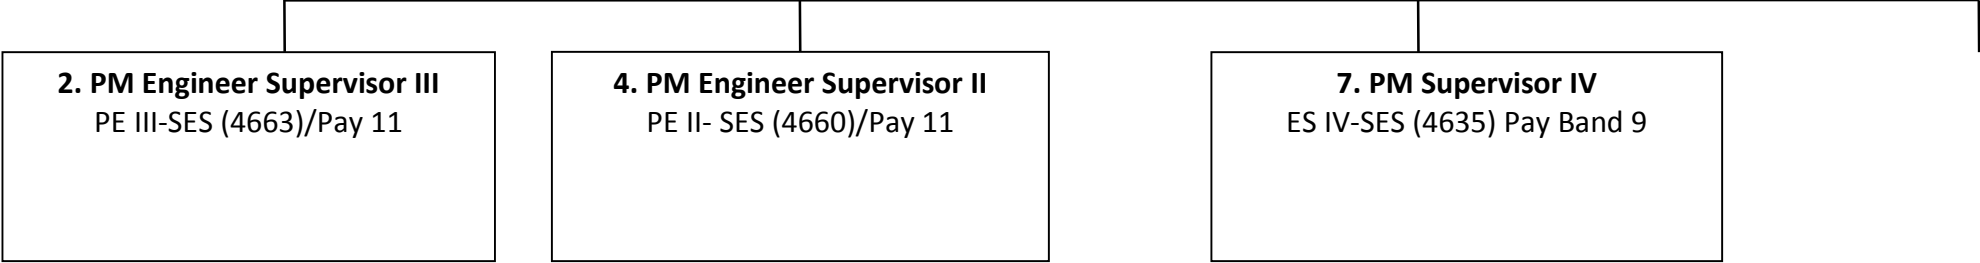 2. PM Engineer Supervisor III
PE III-SES (4663)/Pay 11
4. PM Engineer Supervisor II
PE II- SES (4660)/Pay 11
7. PM Supervisor IV
ES IV-SES (4635) Pay Band 9